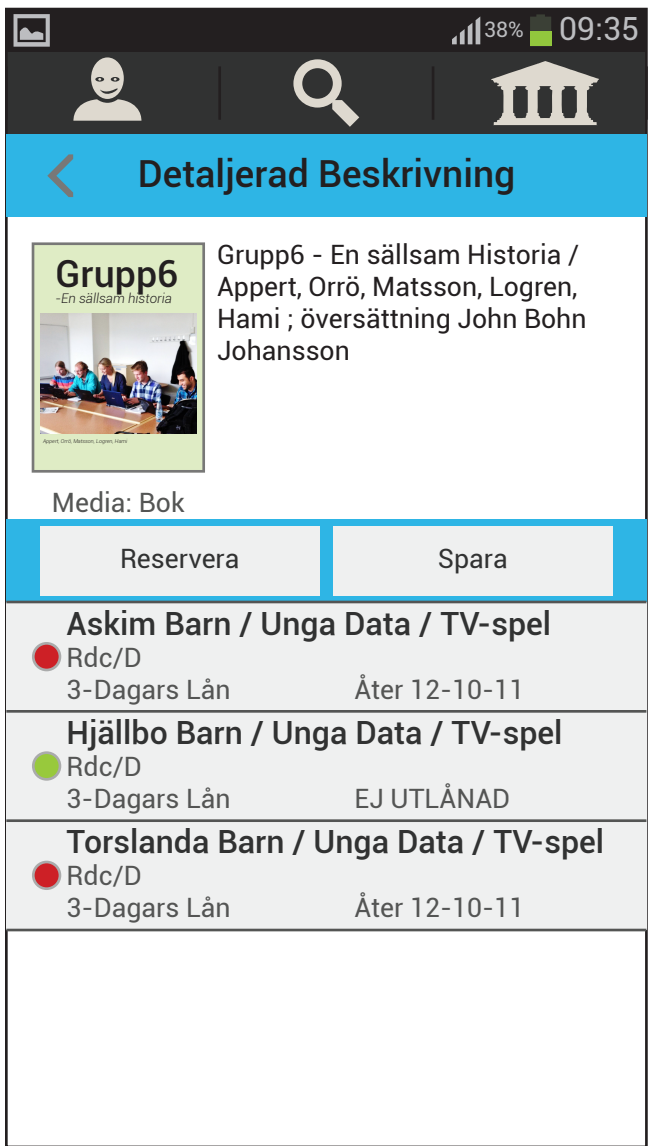 38% 09:35
Detaljerad Beskrivning
Grupp6
-En sällsam historia
Appert, Orrö, Matsson, Logren, Hami
Grupp6 - En sällsam Historia /
Appert, Orrö, Matsson, Logren,
Hami ; översättning John Bohn
Johansson
Media: Bok
Reservera Spara
Askim Barn / Unga Data / TV-spel
Rdc/D
3-Dagars Lån Åter 12-10-11
Hjällbo Barn / Unga Data / TV-spel
Rdc/D
3-Dagars Lån EJ UTLÅNAD
Torslanda Barn / Unga Data / TV-spel
Rdc/D
3-Dagars Lån Åter 12-10-11